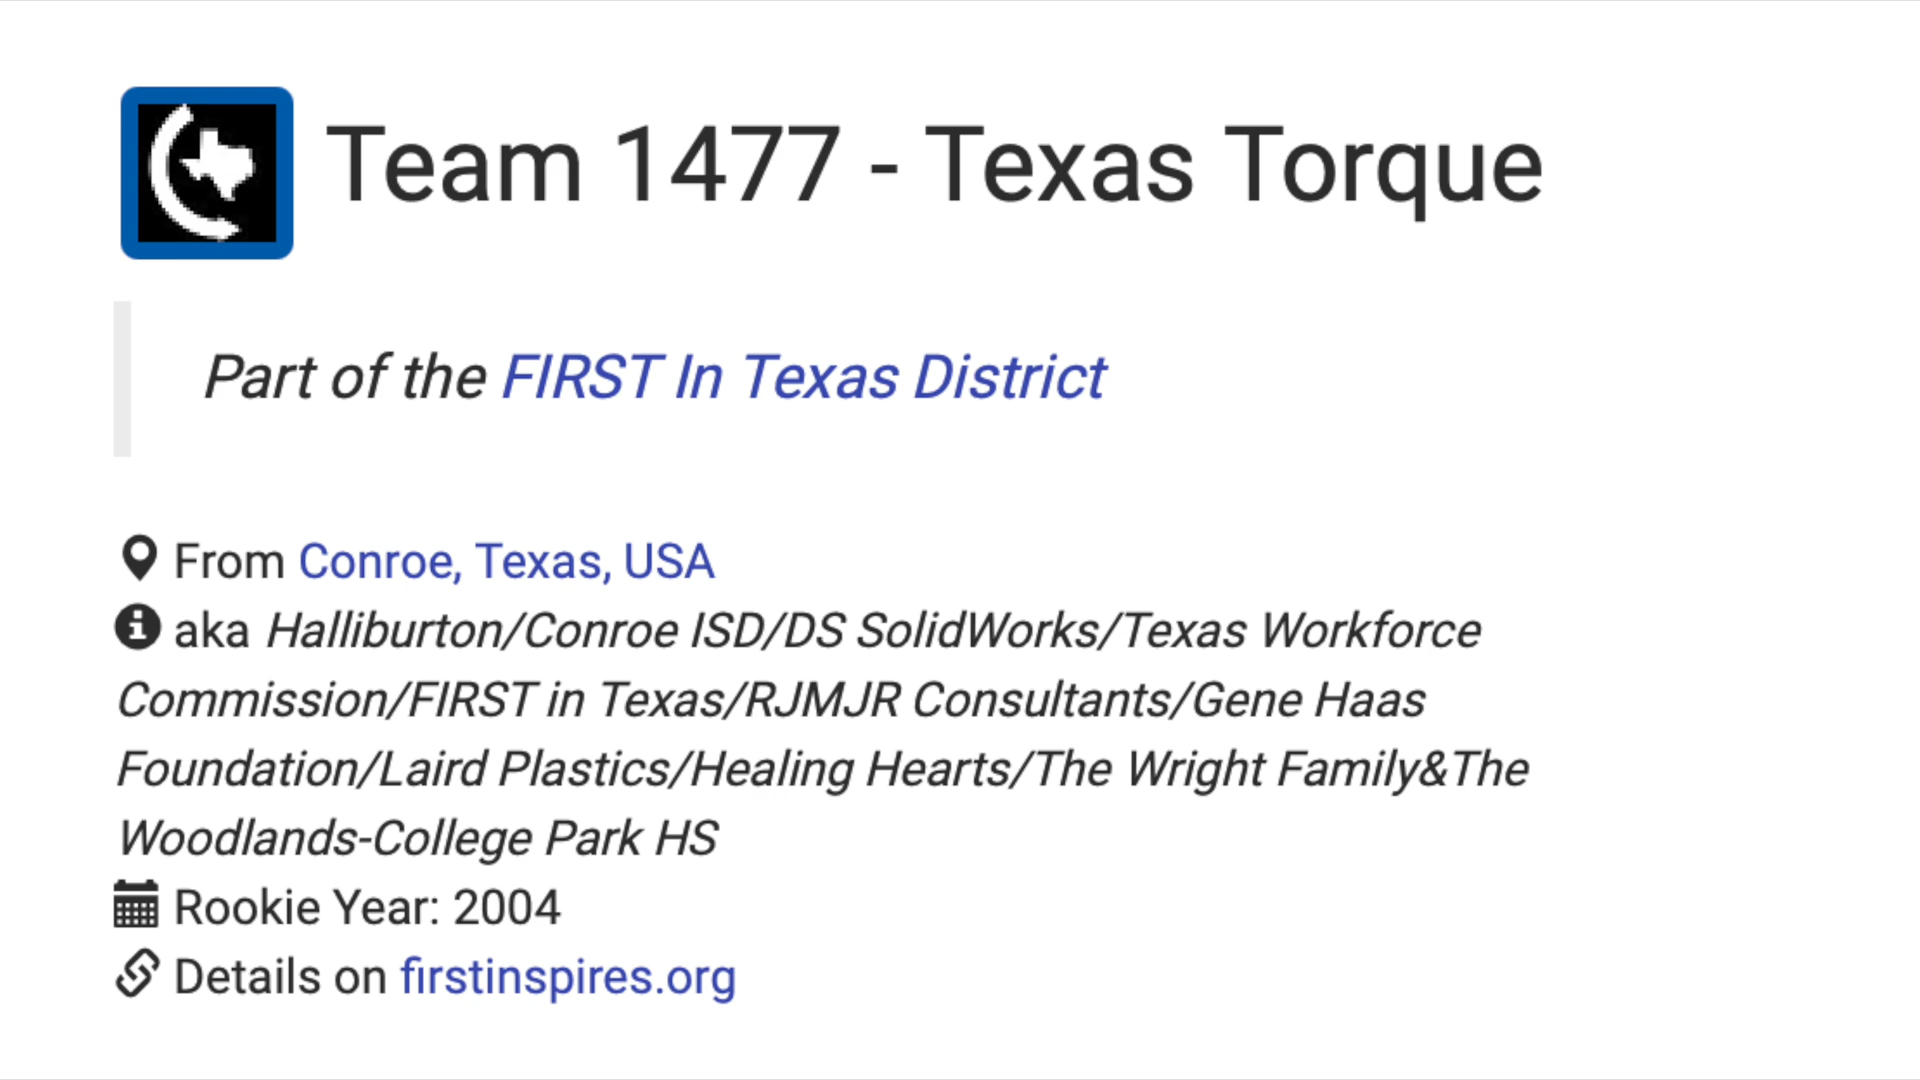 Team 1477 - Texas Torque
Part of the FIRST In Texas District
From Conroe, Texas, USA
aka Halliburton/Conroe ISD/DS SolidWorks/Texas Workforce
Commission/FIRST in Texas/RJMJR Consultants/Gene Haas
Foundation/Laird Plastics/Healing Hearts/The Wright Family&The
Woodlands-College Park HS
Rookie Year: 2004
Details on firstinspires.org